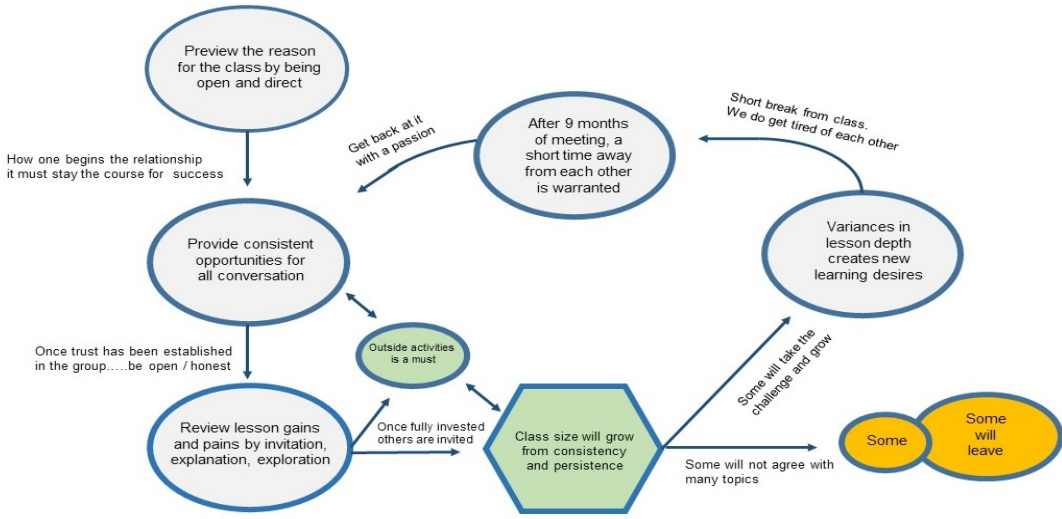 Preview the reason
for the class by being
open and direct
How one begins the relationship
it must stay the course for success
Provide consistent
opportunities for
all conversation
Once trust has been established
in the group.....be open / honest
Review lesson gains
and pains by invitation,
explanation, exploration
Outside activities
is a must
Once fully invested
others are invited
Class size will grow
from consistency
and persistence
Some will take the
challenge and grow
Some will not agree with
many topics
Some
Some
will
leave
Variances in
lesson depth
creates new
learning desires
Short break from class.
We do get tired of each other
After 9 months
of meeting, a
short time away
from each other
is warranted
Get back at it
with a passion